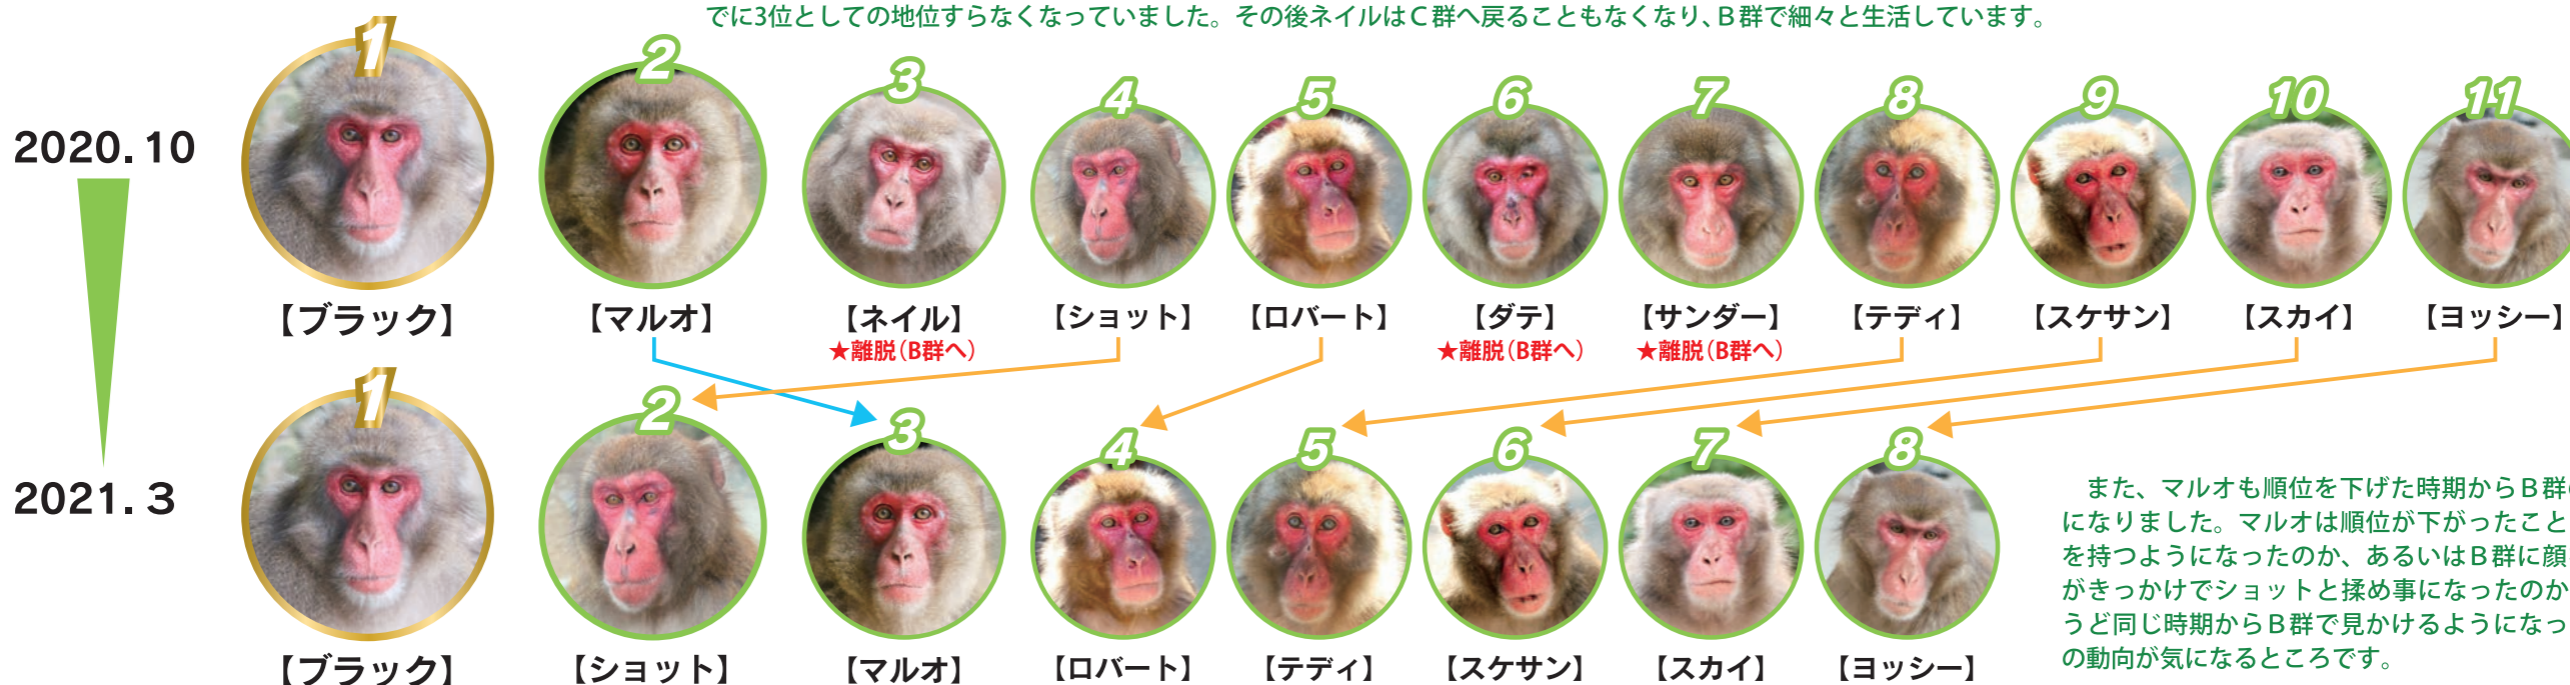 でに3位としての地位すらなくなっていました。その後ネイルはC群へ戻ることもなくなり、B群で細々と生活しています。
2020.10
1 2 3 4 5 6 7 8 9 10 11
【ブラック】 【マルオ】 【ネイル】 【ショット】 【ロバート】 【ダテ】 【サンダー】 【テディ】 【スケサン】 【スカイ】 【ヨッシー】
★離脱(B群へ) ★離脱(B群へ) ★離脱(B群へ)
2021.3
1 2 3 4 5 6 7 8
【ブラック】 【ショット】 【マルオ】 【ロバート】 【テディ】 【スケサン】 【スカイ】 【ヨッシー】
また、マルオも順位を下げた時期からB群
になりました。マルオは順位が下がったこと
を持つようになったのか、あるいはB群に顔
がきっかけでショットと揉め事になったのか
うど同じ時期からB群で見かけるようになっ
の動向が気になるところです。